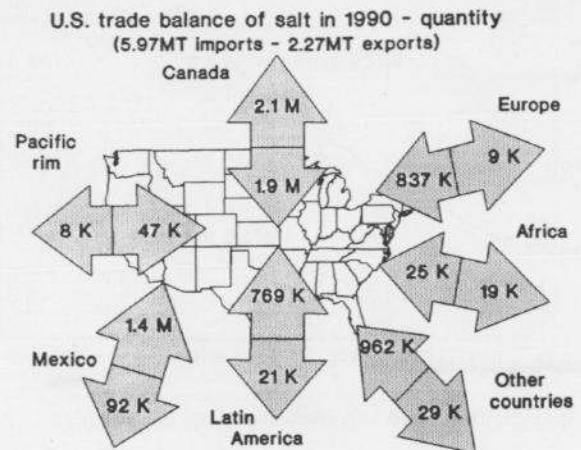 U.S. trade balance of salt in 1990 - quantity
(5.97MT imports - 2.27MT exports)
Canada
2.1 M
1.9 M
Europe
837 K
9 K
Pacific
rim
8 K
47 K
Africa
25 K
19 K
769 K
21 K
Latin
America
1.4 M
Mexico
92 K
962 K
29 K
Other
countries